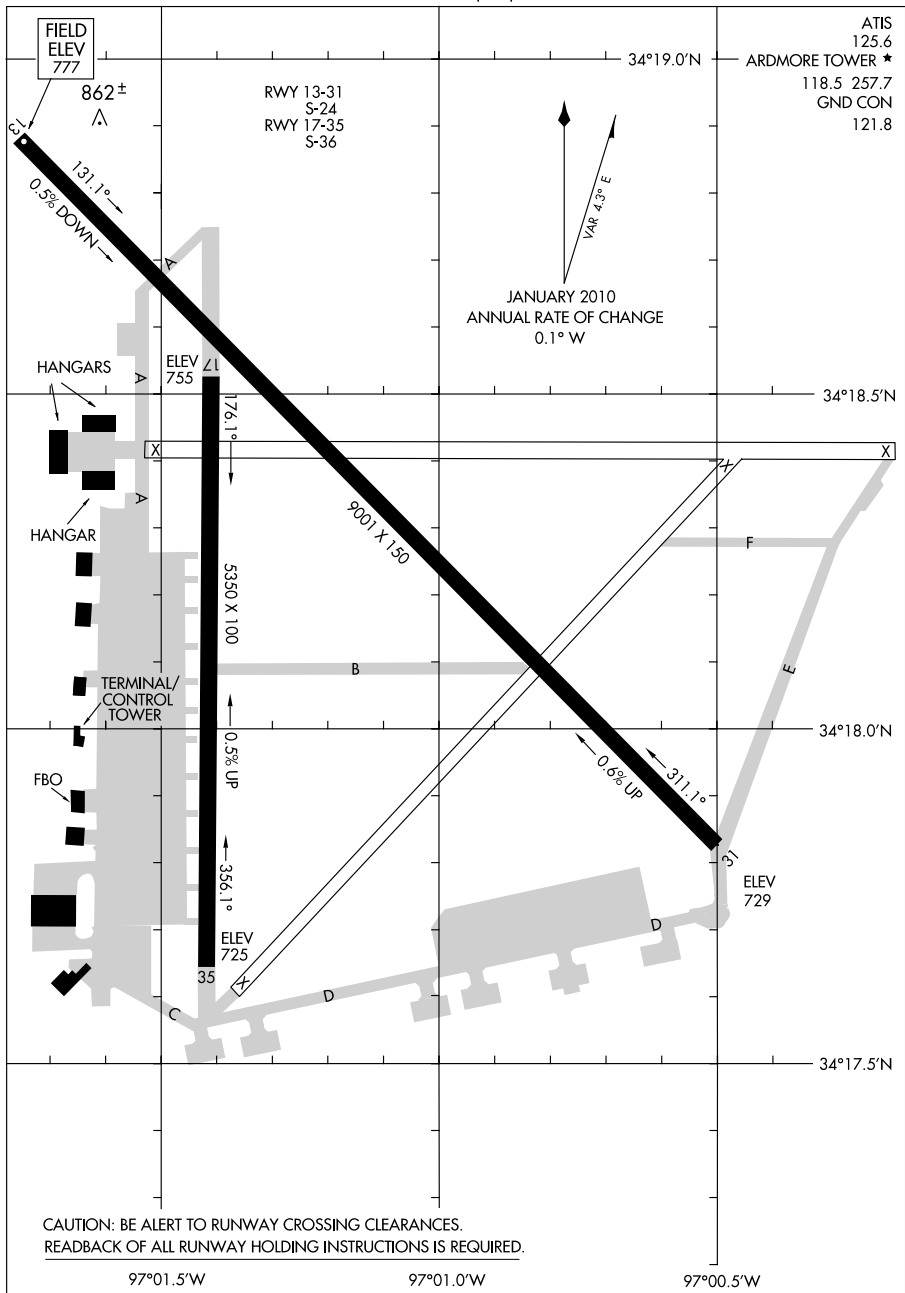 FIELD
ELEV
777
862±
RWY 13-31
S-24
RWY 17-35
S-36
34°19.0'N
ATIS
125.6
ARDMORE TOWER ★
118.5 257.7
GND CON
121.8
13
131.1°
0.5% DOWN
VAR 4.3° E
JANUARY 2010
ANNUAL RATE OF CHANGE
0.1° W
A
HANGARS
A
ELEV
755
17
176.1°
34°18.5'N
X
X
X
A
HANGAR
9001 X 150
F
5350 X 100
B
E
TERMINAL/
CONTROL
TOWER
0.5% UP
34°18.0'N
0.6% UP
311.1°
FBO
356.1°
31
ELEV
729
ELEV
725
35
X
D
D
C
34°17.5'N
CAUTION: BE ALERT TO RUNWAY CROSSING CLEARANCES.
READBACK OF ALL RUNWAY HOLDING INSTRUCTIONS IS REQUIRED.
97°01.5'W
97°01.0'W
97°00.5'W